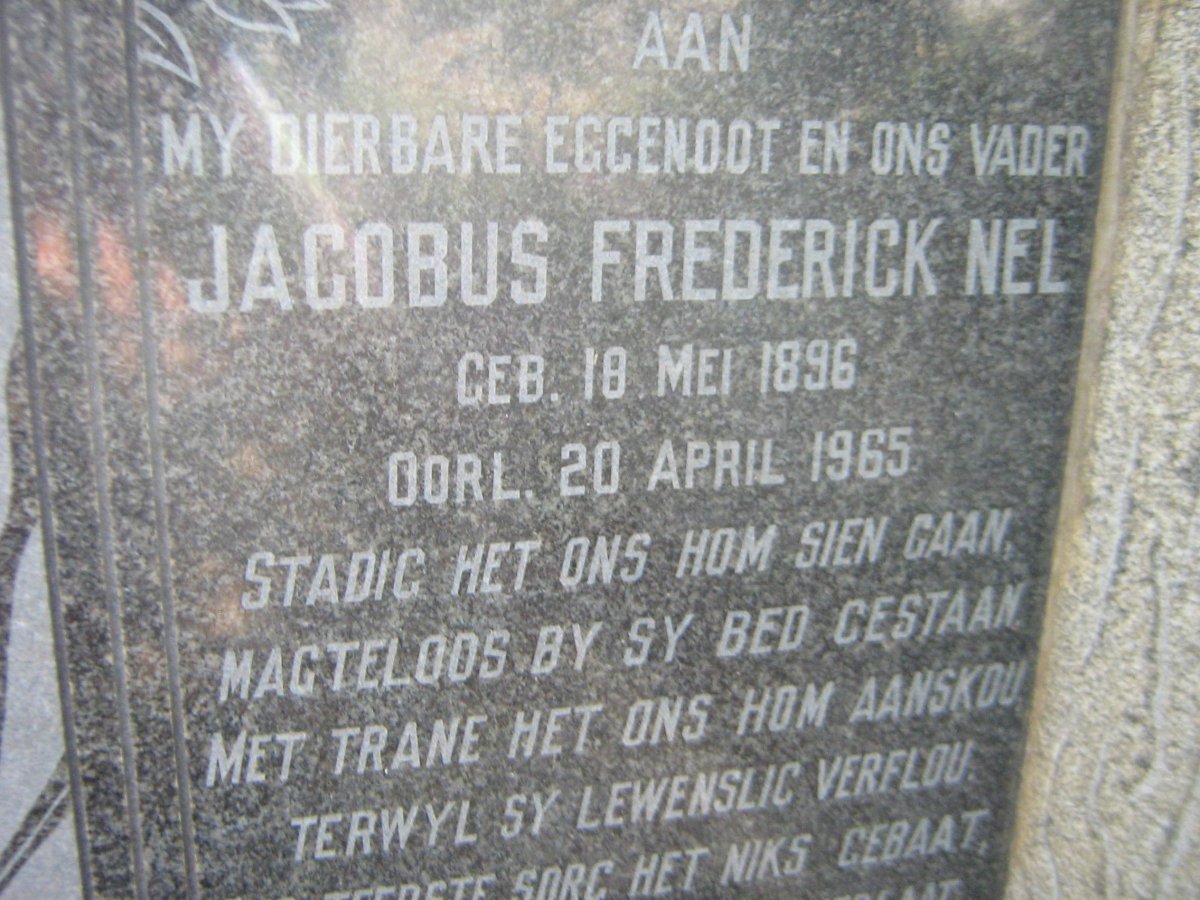 AAN
MY DIERBARE EGGENOOT EN ONS VADER
JACOBUS FREDERICK NEL
GEB. 18 MEI 1896
OORL. 20 APRIL 1965
STADIG HET ONS HOM SIEN GAAN,
MAGTELOOS BY SY BED GESTAAN.
MET TRANE HET ONS HOM AANSKOU
TERWYL SY LEWENSLIG VERFLOU.
TEERSTE SORG HET NIKS GEBAAT,